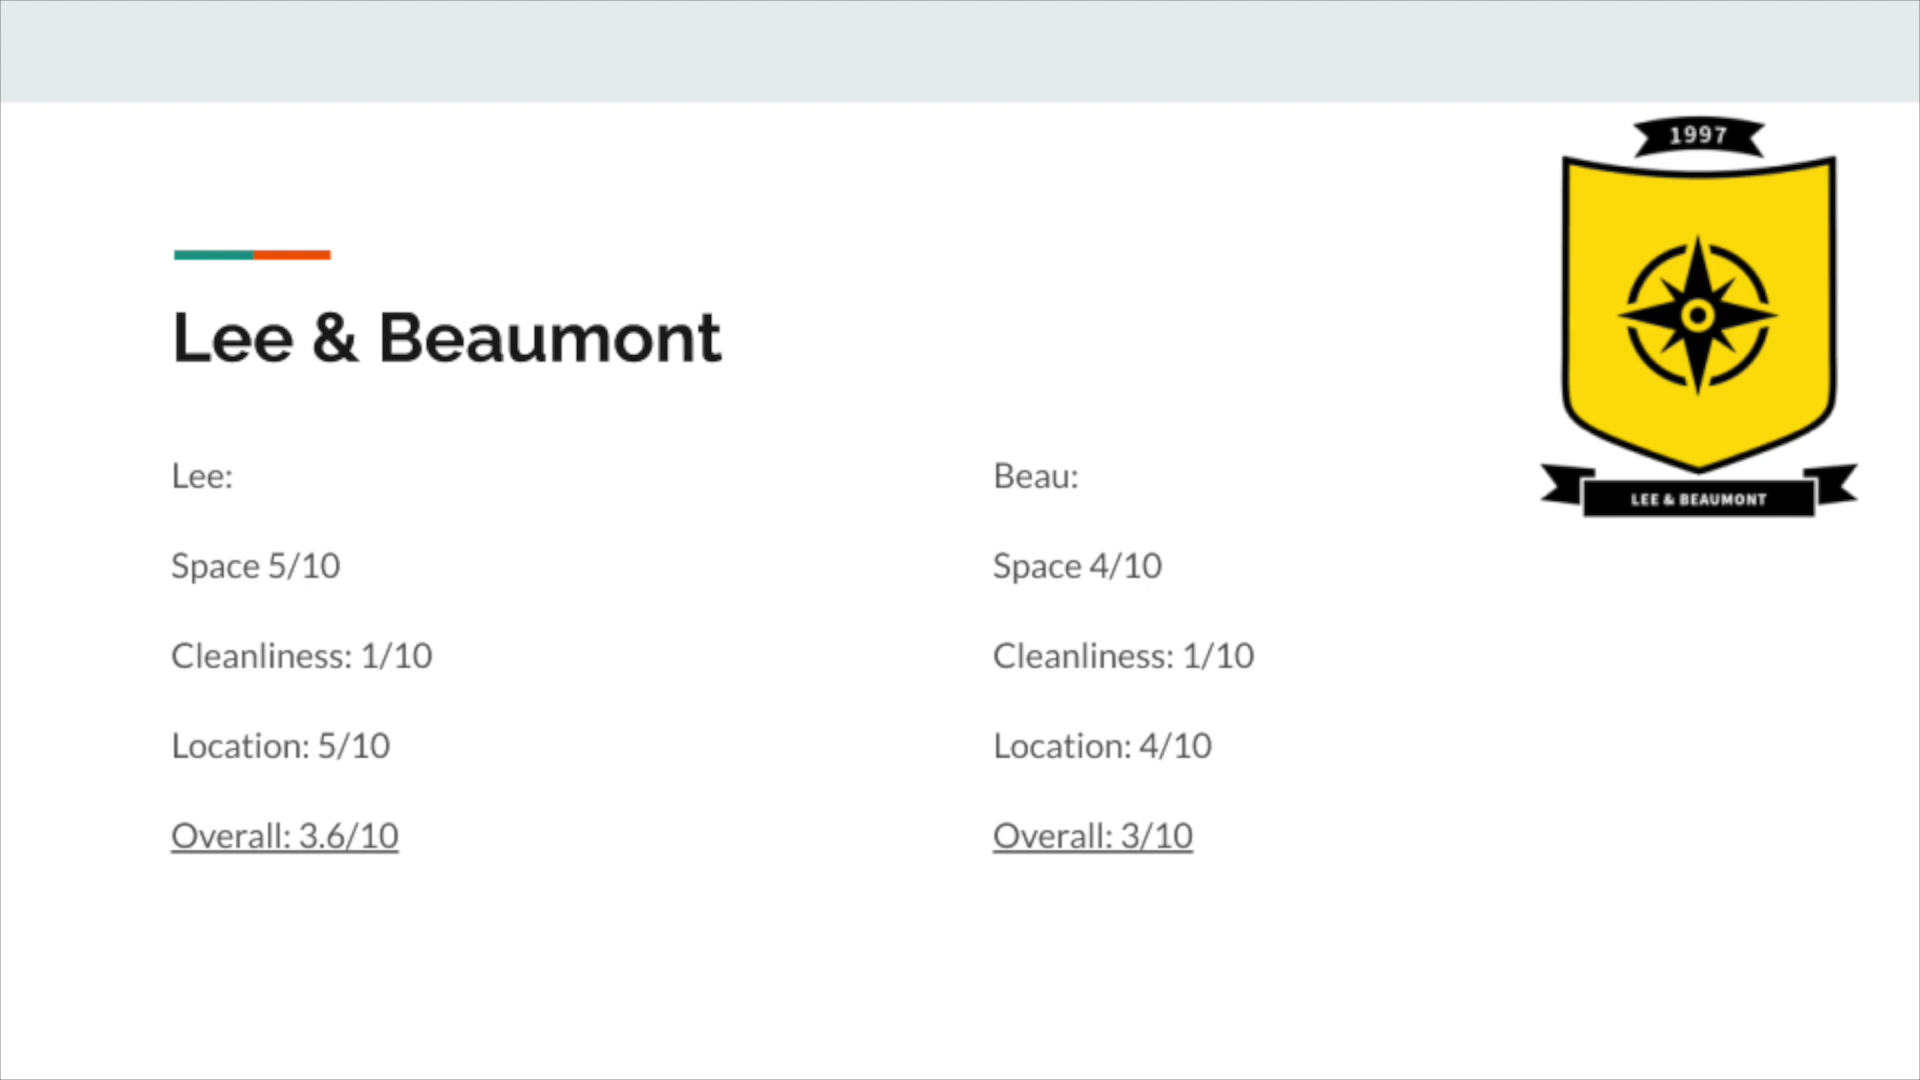 1997
Lee & Beaumont
LEE & BEAUMONT
Lee:
Space 5/10
Cleanliness: 1/10
Location: 5/10
Overall: 3.6/10
Beau:
Space 4/10
Cleanliness: 1/10
Location: 4/10
Overall: 3/10